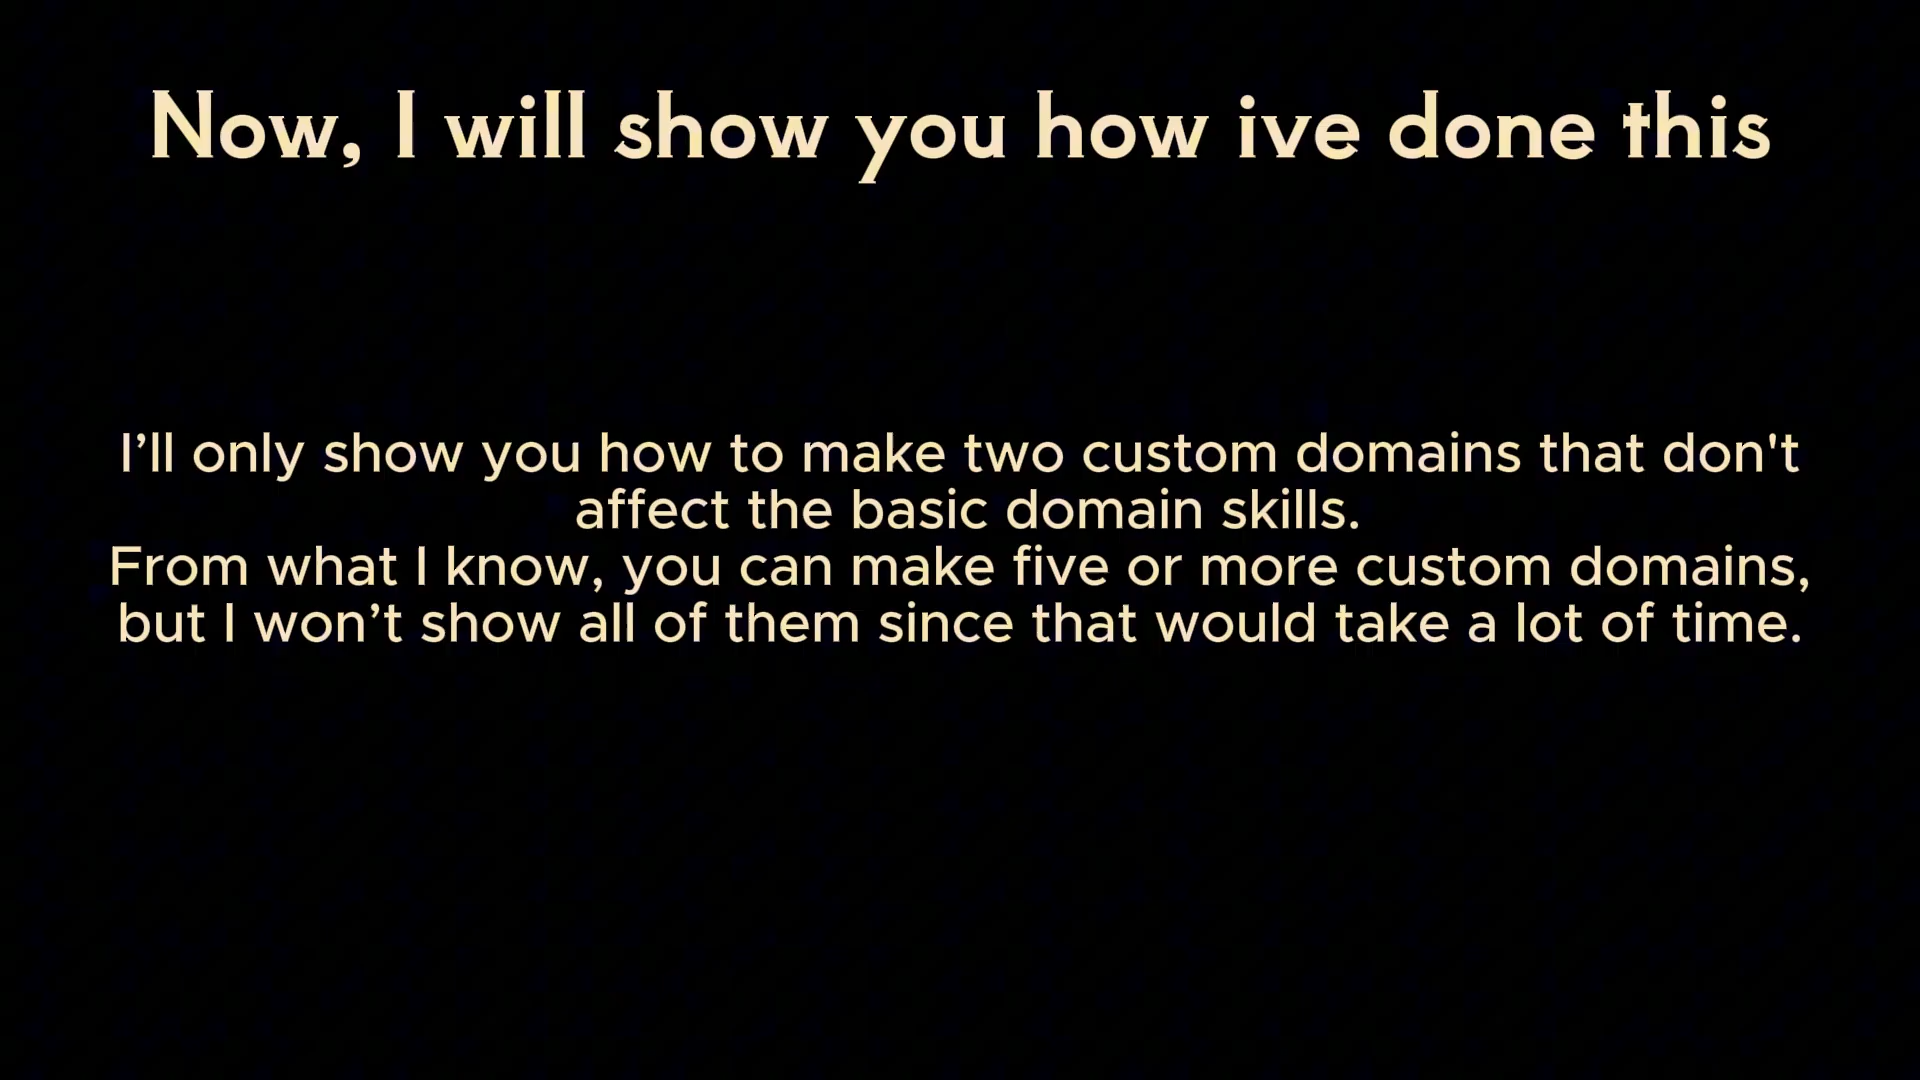 Now, I will show you how ive done this
I’ll only show you how to make two custom domains that don't
affect the basic domain skills.
From what I know, you can make five or more custom domains,
but I won’t show all of them since that would take a lot of time.